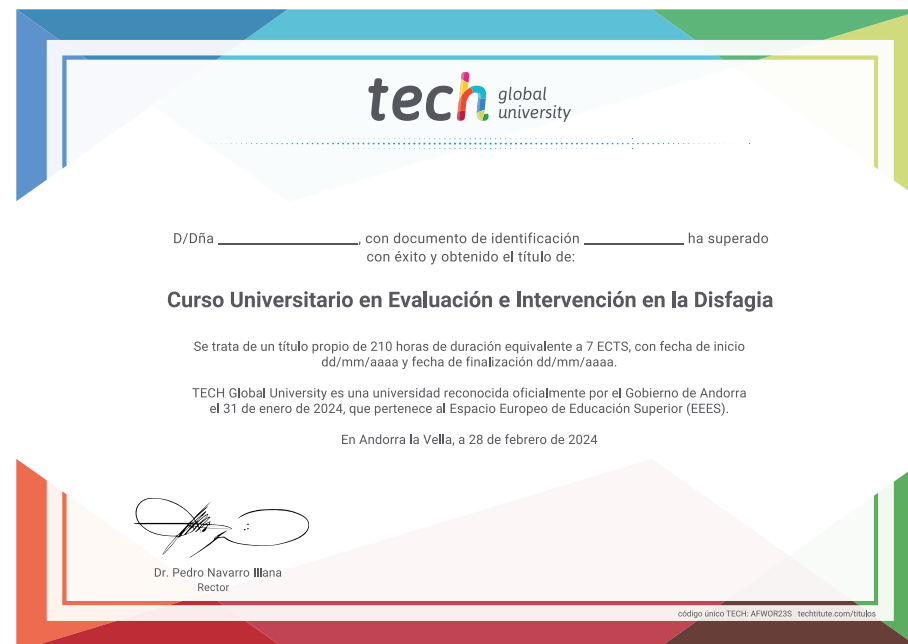 tech global university
D/Dña ______________, con documento de identificación __________ ha superado
con éxito y obtenido el título de:
Curso Universitario en Evaluación e Intervención en la Disfagia
Se trata de un título propio de 210 horas de duración equivalente a 7 ECTS, con fecha de inicio
dd/mm/aaaa y fecha de finalización dd/mm/aaaa.
TECH Global University es una universidad reconocida oficialmente por el Gobierno de Andorra
el 31 de enero de 2024, que pertenece al Espacio Europeo de Educación Superior (EEES).
En Andorra la Vella, a 28 de febrero de 2024
Dr. Pedro Navarro Illana
Rector
código único TECH: AFWOR23S techtitute.com/titulos